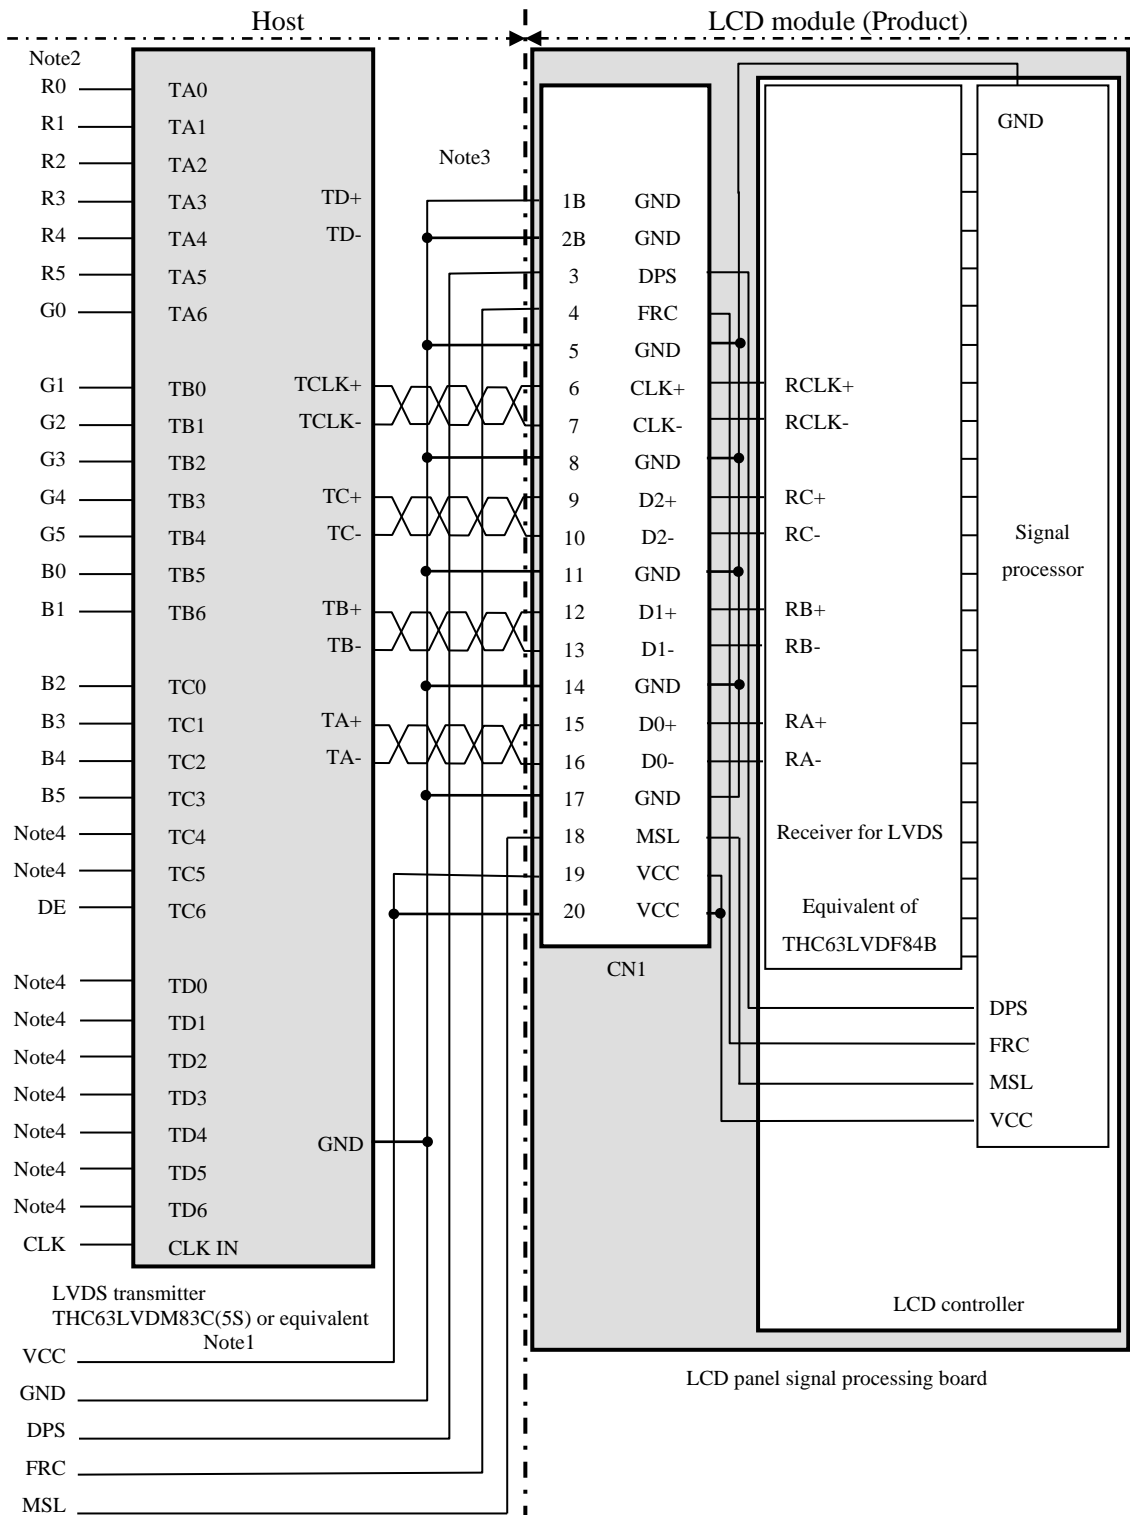 Host
LCD module (Product)
Note2
R0 TA0
R1 TA1
R2 TA2
R3 TA3 TD+
R4 TA4 TD-
R5 TA5
G0 TA6
G1 TB0 TCLK+
G2 TB1 TCLK-
G3 TB2
G4 TB3 TC+
G5 TB4 TC-
B0 TB5
B1 TB6 TB+
TB-
B2 TC0
B3 TC1 TA+
B4 TC2 TA-
B5 TC3
Note4 TC4
Note4 TC5
DE TC6
Note4 TD0
Note4 TD1
Note4 TD2
Note4 TD3
Note4 TD4 GND
Note4 TD5
Note4 TD6
CLK CLK IN
LVDS transmitter
THC63LVDM83C(5S) or equivalent
Note1
VCC
GND
DPS
FRC
MSL
Note3
1B GND
2B GND
3 DPS
4 FRC
5 GND
6 CLK+
7 CLK-
8 GND
9 D2+
10 D2-
11 GND
12 D1+
13 D1-
14 GND
15 D0+
16 D0-
17 GND
18 MSL
19 VCC
20 VCC
CN1
RCLK+
RCLK-
RC+
RC-
RB+
RB-
RA+
RA-
Receiver for LVDS
Equivalent of
THC63LVDF84B
GND
Signal
processor
DPS
FRC
MSL
VCC
LCD controller
LCD panel signal processing board